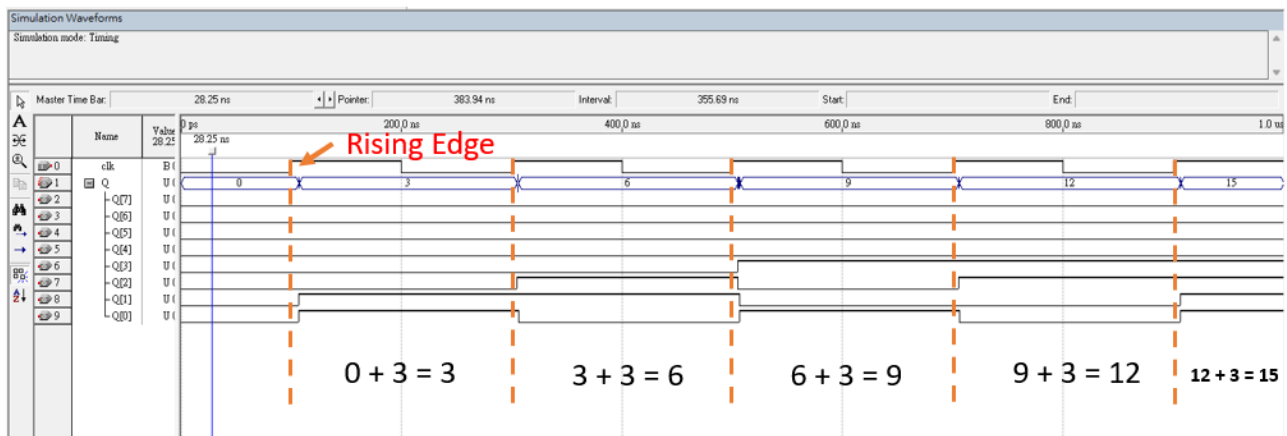 Simulation Waveforms
Simulation mode: Timing
Master Time Bar: 28.25 ns Pointer: 383.94 ns Interval: 355.69 ns Start: End:
Name Value 28.25 0 ps 200.0 ns 400.0 ns 600.0 ns 800.0 ns 1.0 us
28.25 ns
Rising Edge
0 clk B 0
1 Q U 0 0 3 6 9 12 15
2 Q[7] U 0
3 Q[6] U 0
4 Q[5] U 0
5 Q[4] U 0
6 Q[3] U 0
7 Q[2] U 0
8 Q[1] U 0
9 Q[0] U 0
0 + 3 = 3 3 + 3 = 6 6 + 3 = 9 9 + 3 = 12 12 + 3 = 15